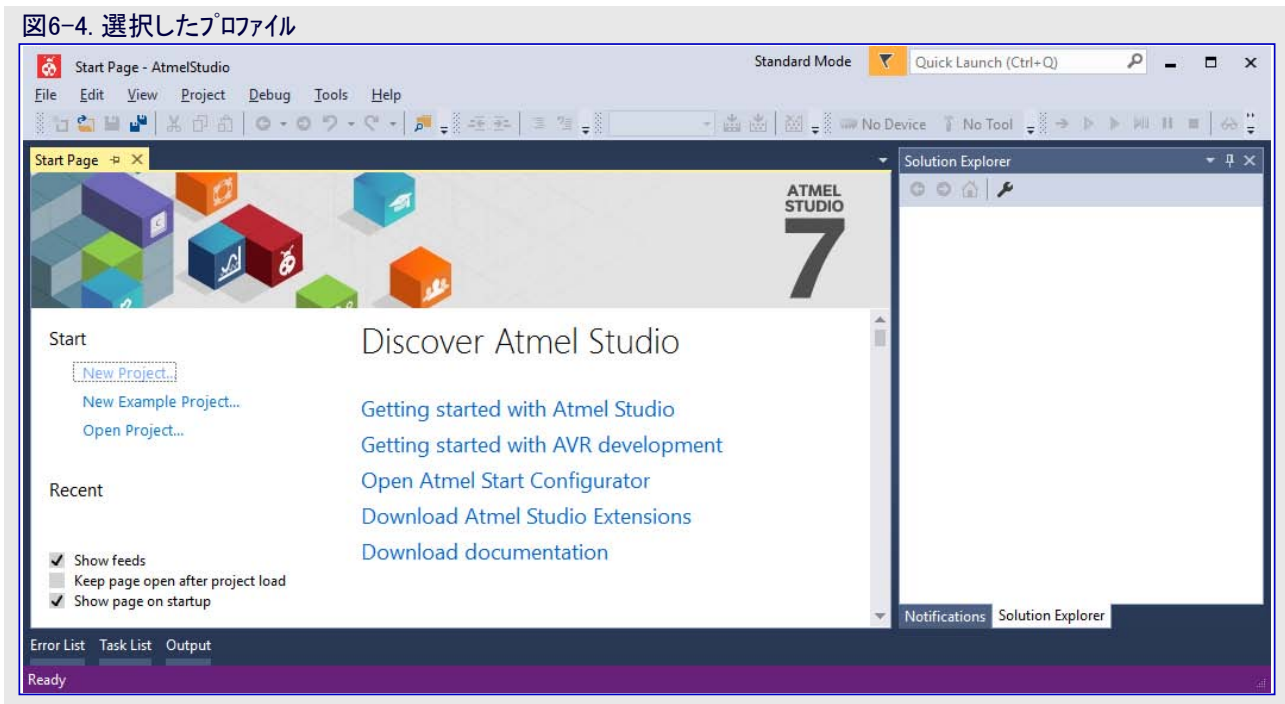 図6-4. 選択したプロファイル
Start Page - AtmelStudio
Standard Mode
Quick Launch (Ctrl+Q)
File Edit View Project Debug Tools Help
No Device No Tool
Start Page
Solution Explorer
ATMEL
STUDIO
7
Start
Discover Atmel Studio
New Project...
New Example Project...
Open Project...
Getting started with Atmel Studio
Getting started with AVR development
Open Atmel Start Configurator
Download Atmel Studio Extensions
Download documentation
Recent
Show feeds
Keep page open after project load
Show page on startup
Notifications Solution Explorer
Error List Task List Output
Ready